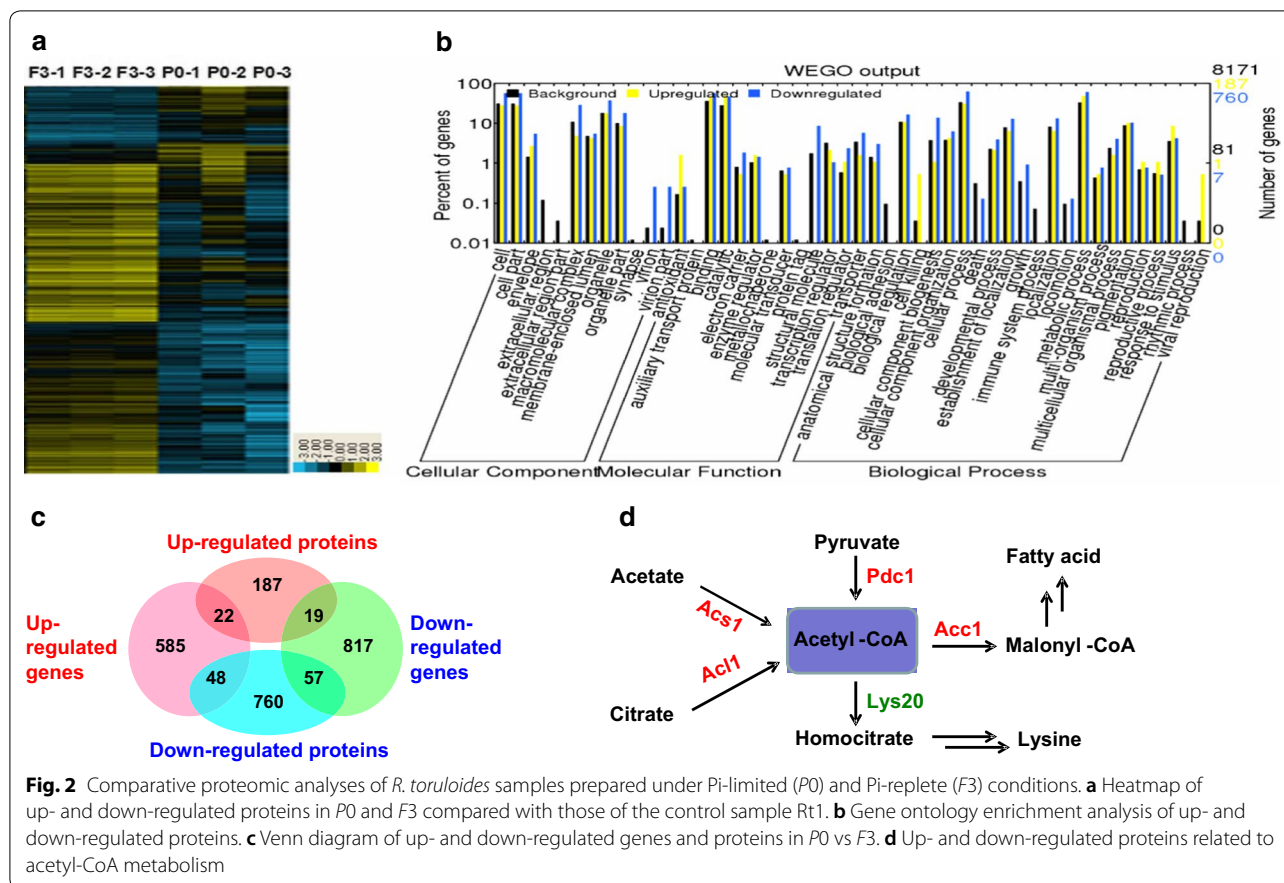 a
F3-1 F3-2 F3-3 P0-1 P0-2 P0-3
-3.00
-2.00
-1.00
0.00
1.00
2.00
3.00
b
WEGO output
Background Upregulated Downregulated
Percent of genes
100
10
1
0.1
0.01
8171
187
760
81
1
7
0
0
0
Number of genes
cell
cell part
envelope
extracellular region
extracellular region part
macromolecular complex
membrane-enclosed lumen
organelle
organelle part
synapse
virion
virion part
antioxidant
auxiliary transport protein
binding
catalytic
electron carrier
enzyme regulator
metallochaperone
molecular transducer
protein tag
structural molecule
transcription regulator
translation regulator
transporter
anatomical structure formation
biological adhesion
biological regulation
cell killing
cellular component biogenesis
cellular component organization
cellular process
death
developmental process
establishment of localization
growth
immune system process
localization
locomotion
metabolic process
multi-organism process
multicellular organismal process
pigmentation
reproduction
reproductive process
response to stimulus
rhythmic process
viral reproduction
Cellular Component
Molecular Function
Biological Process
c
Up-regulated proteins
187
22
19
Up-
regulated
genes
585
817
Down-
regulated
genes
48
57
760
Down-regulated proteins
d
Pyruvate
Fatty acid
Acetate
Pdc1
Acs1
Acetyl -CoA
Acc1
Malonyl -CoA
Acl1
Lys20
Citrate
Homocitrate
Lysine
Fig. 2 Comparative proteomic analyses of R. toruloides samples prepared under Pi-limited (P0) and Pi-replete (F3) conditions. a Heatmap of
up- and down-regulated proteins in P0 and F3 compared with those of the control sample Rt1. b Gene ontology enrichment analysis of up- and
down-regulated proteins. c Venn diagram of up- and down-regulated genes and proteins in P0 vs F3. d Up- and down-regulated proteins related to
acetyl-CoA metabolism